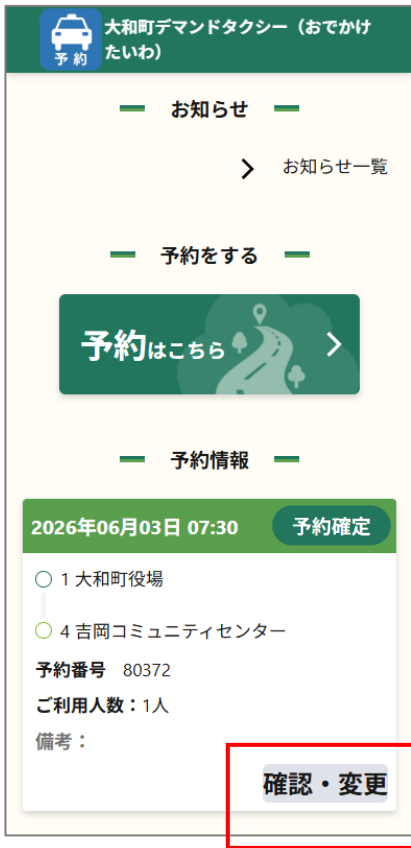 大和町デマンドタクシー（おでかけ
たいわ）
予約
お知らせ
お知らせ一覧
予約をする
予約はこちら
予約情報
2026年06月03日 07:30 予約確定
1 大和町役場
4 吉岡コミュニティセンター
予約番号 80372
ご利用人数：1人
備考：
確認・変更